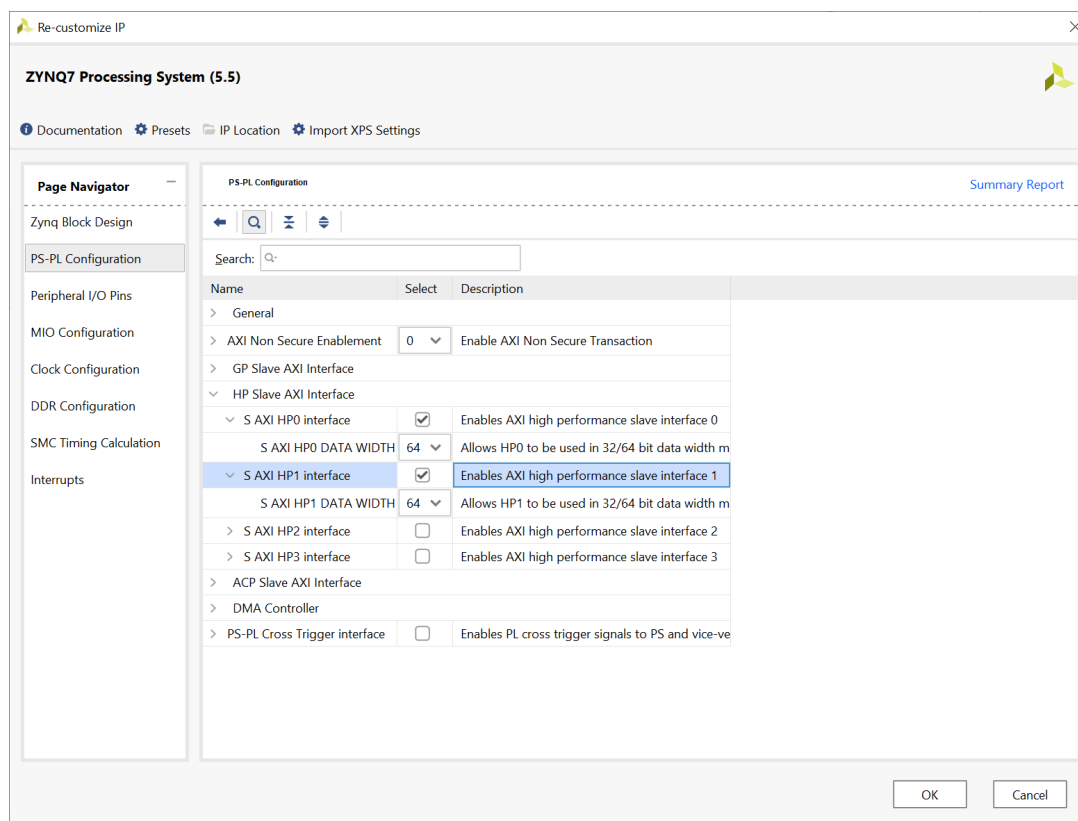 Re-customize IP
ZYNQ7 Processing System (5.5)
Documentation Presets IP Location Import XPS Settings
Page Navigator
Zynq Block Design
PS-PL Configuration
Peripheral I/O Pins
MIO Configuration
Clock Configuration
DDR Configuration
SMC Timing Calculation
Interrupts
PS-PL Configuration
Summary Report
Search:
Name Select Description
General
AXI Non Secure Enablement 0 Enable AXI Non Secure Transaction
GP Slave AXI Interface
HP Slave AXI Interface
S AXI HP0 interface Enables AXI high performance slave interface 0
S AXI HP0 DATA WIDTH 64 Allows HP0 to be used in 32/64 bit data width m
S AXI HP1 interface Enables AXI high performance slave interface 1
S AXI HP1 DATA WIDTH 64 Allows HP1 to be used in 32/64 bit data width m
S AXI HP2 interface Enables AXI high performance slave interface 2
S AXI HP3 interface Enables AXI high performance slave interface 3
ACP Slave AXI Interface
DMA Controller
PS-PL Cross Trigger interface Enables PL cross trigger signals to PS and vice-ve
OK Cancel